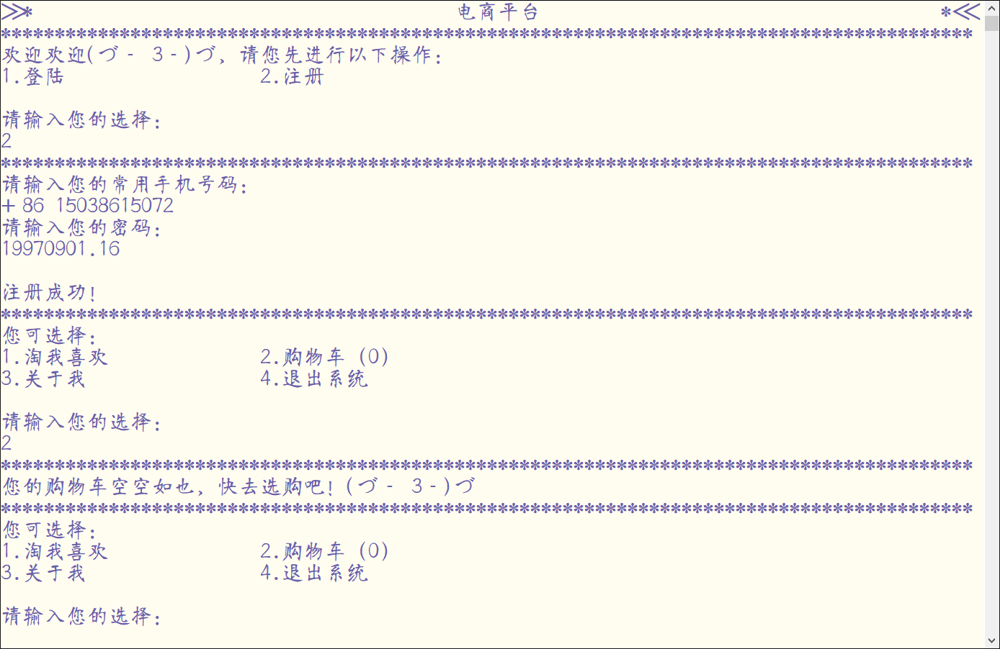 >>* 电商平台 *<<
******************************************************************************************
欢迎欢迎(づ - 3 -)づ，请您先进行以下操作：
1.登陆 2.注册
请输入您的选择：
2
******************************************************************************************
请输入您的常用手机号码：
+ 86 15038615072
请输入您的密码：
19970901.16
注册成功！
******************************************************************************************
您可选择：
1.淘我喜欢 2.购物车（0）
3.关于我 4.退出系统
请输入您的选择：
2
******************************************************************************************
您的购物车空空如也，快去选购吧！(づ - 3 -)づ
******************************************************************************************
您可选择：
1.淘我喜欢 2.购物车（0）
3.关于我 4.退出系统
请输入您的选择：